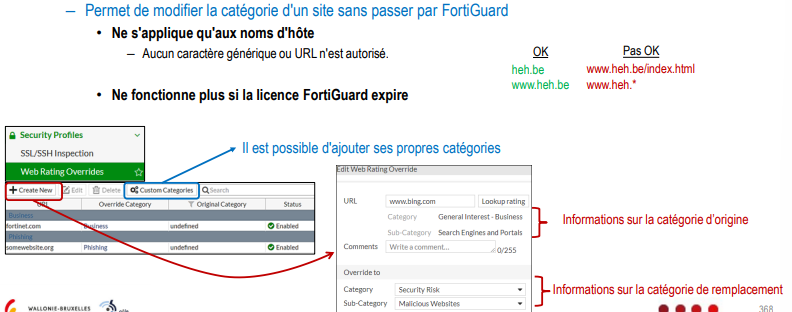 – Permet de modifier la catégorie d'un site sans passer par FortiGuard
• Ne s'applique qu'aux noms d'hôte
– Aucun caractère générique ou URL n'est autorisé.
OK Pas OK
heh.be www.heh.be/index.html
www.heh.be www.heh.*
• Ne fonctionne plus si la licence FortiGuard expire
Security Profiles
SSL/SSH Inspection
Web Rating Overrides
Il est possible d'ajouter ses propres catégories
Create New Edit Delete Custom Categories Search
URL Override Category Original Category Status
Business
fortinet.com Business undefined Enabled
Phishing
somewebsite.org Phishing undefined Enabled
Edit Web Rating Override
URL www.bing.com Lookup rating
Category General Interest - Business
Sub-Category Search Engines and Portals
Comments Write a comment... 0/255
Informations sur la catégorie d'origine
Override to
Category Security Risk
Sub-Category Malicious Websites
Informations sur la catégorie de remplacement
WALLONIE-BRUXELLES
368